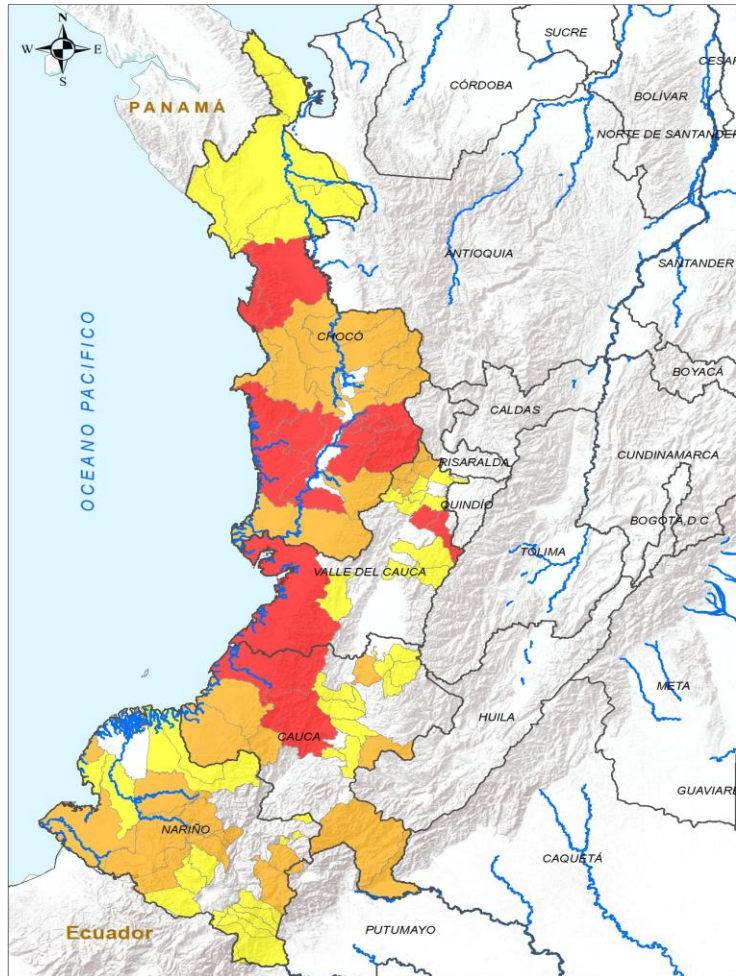 N
W E
S
SUCRE
CESAR
CÓRDOBA
BOLÍVAR
PANAMÁ
NORTE DE SANTANDER
ANTIOQUIA
SANTANDER
OCEANO PACIFICO
CHOCÓ
BOYACÁ
CALDAS
CUNDINAMARCA
RISARALDA
QUINDÍO
BOGOTÁ, D.C
TOLIMA
VALLE DEL CAUCA
META
HUILA
CAUCA
GUAVIARE
NARIÑO
CAQUETÁ
Ecuador
PUTUMAYO